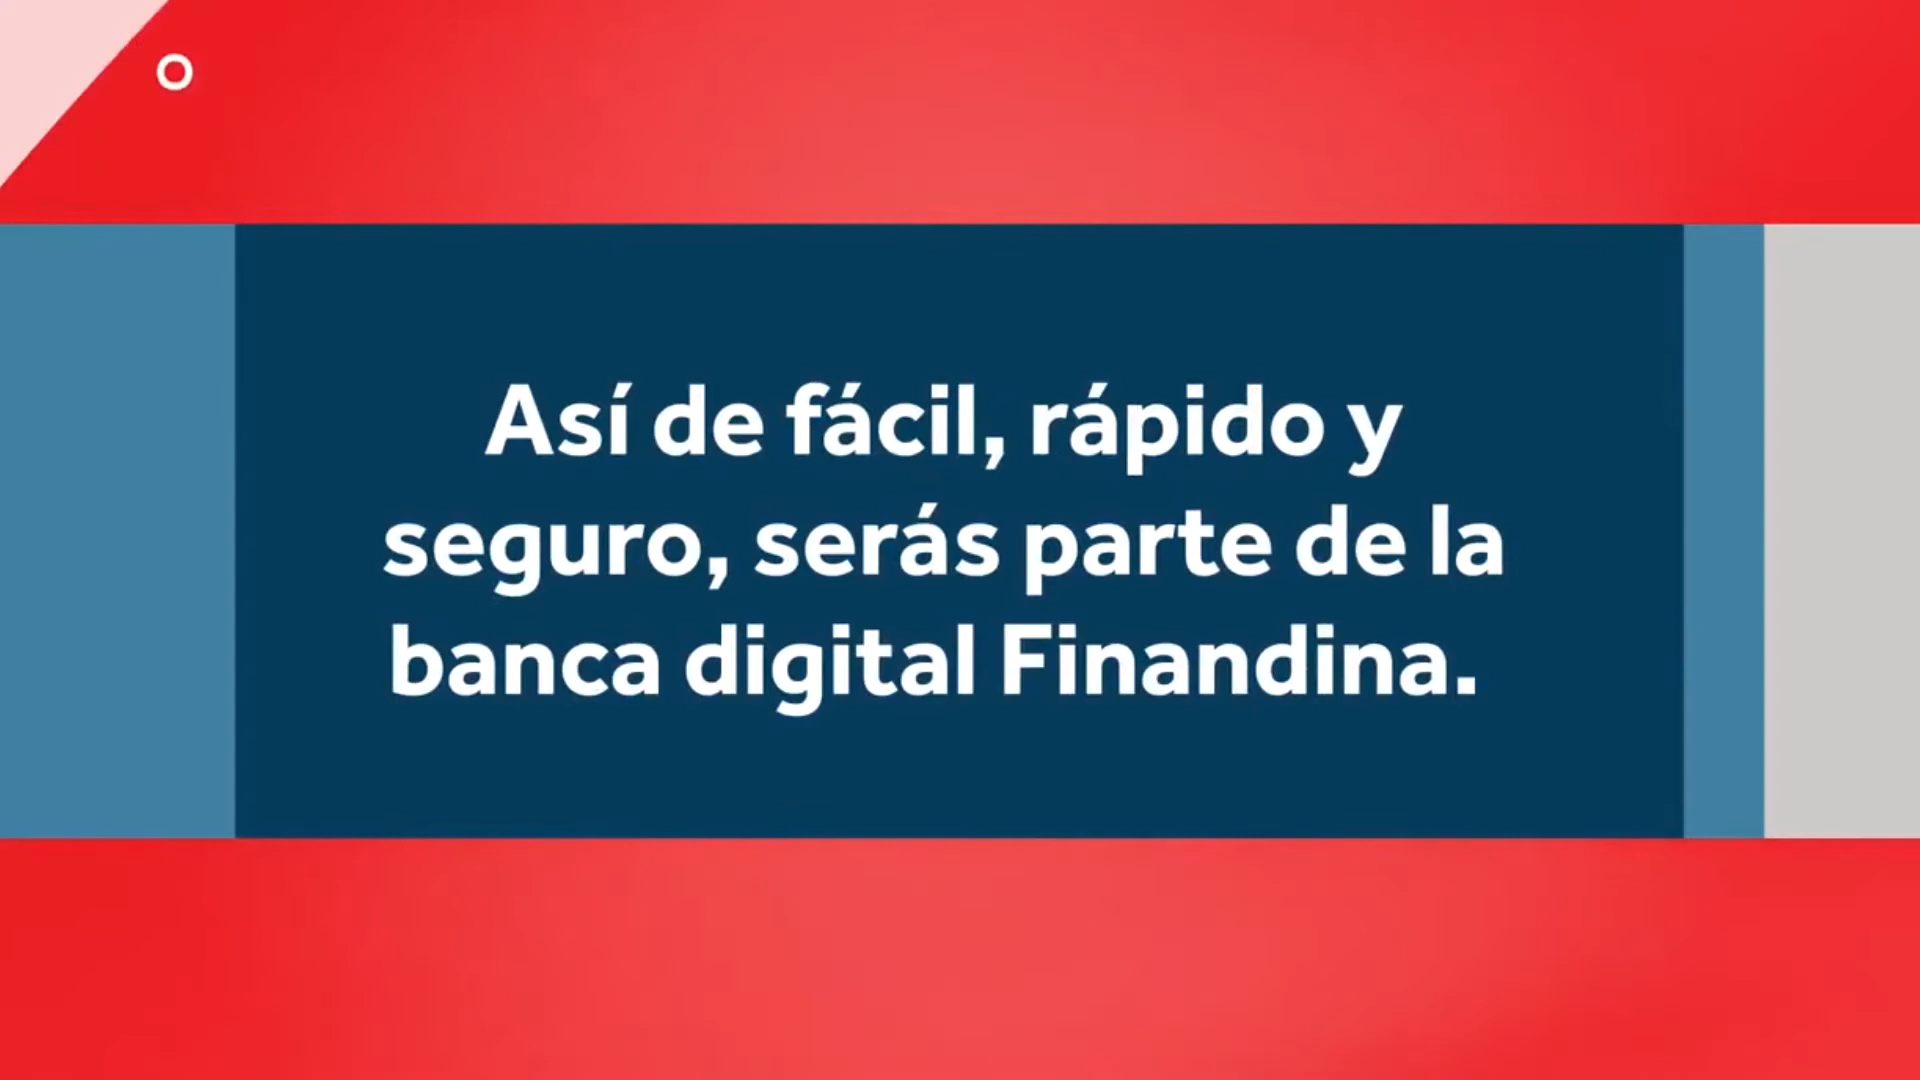 Así de fácil, rápido y
seguro, serás parte de la
banca digital Finandina.